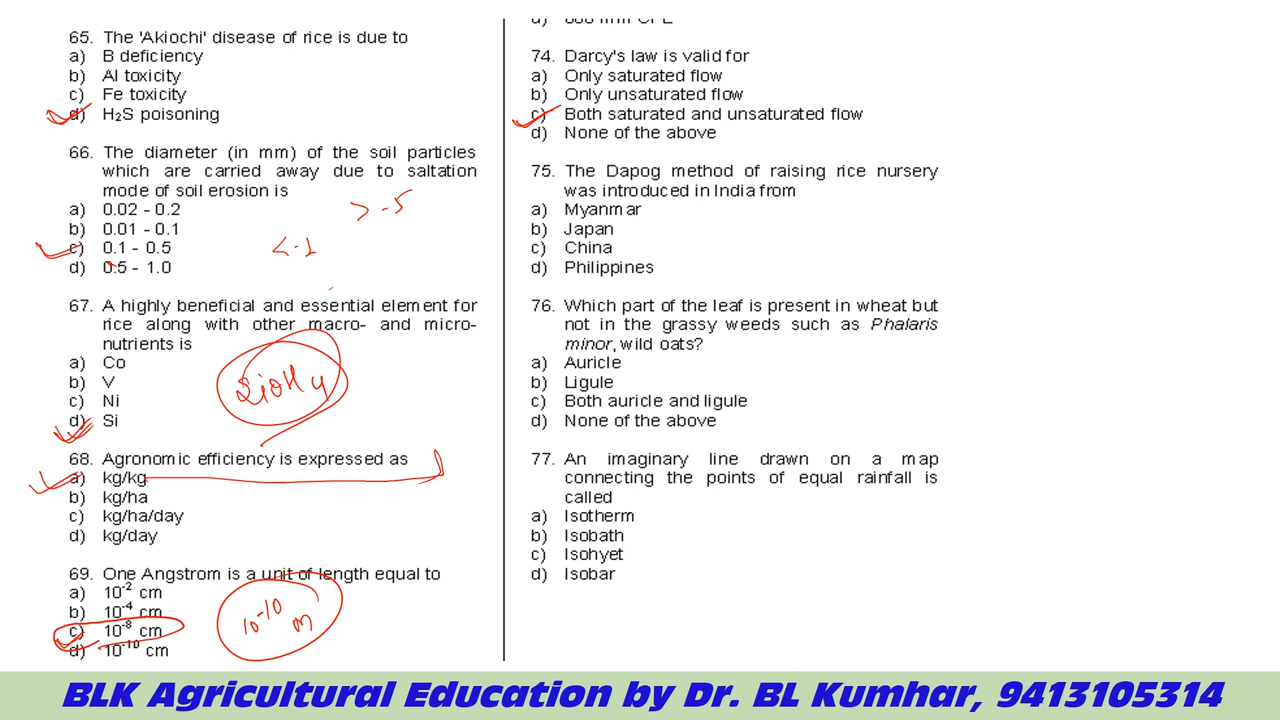 65. The 'Akiochi' disease of rice is due to
a) B deficiency
b) Al toxicity
c) Fe toxicity
d) H₂S poisoning
66. The diameter (in mm) of the soil particles
which are carried away due to saltation
mode of soil erosion is
> .5
a) 0.02 - 0.2
b) 0.01 - 0.1
c) 0.1 - 0.5
< .1
d) 0.5 - 1.0
67. A highly beneficial and essential element for
rice along with other macro- and micro-
nutrients is
a) Co
b) V
c) Ni
d) Si
SiOH4
68. Agronomic efficiency is expressed as
a) kg/kg
b) kg/ha
c) kg/ha/day
d) kg/day
69. One Angstrom is a unit of length equal to
a) 10⁻² cm
b) 10⁻⁴ cm
c) 10⁻⁸ cm
d) 10⁻¹⁰ cm
10⁻¹⁰
m
74. Darcy's law is valid for
a) Only saturated flow
b) Only unsaturated flow
c) Both saturated and unsaturated flow
d) None of the above
75. The Dapog method of raising rice nursery
was introduced in India from
a) Myanmar
b) Japan
c) China
d) Philippines
76. Which part of the leaf is present in wheat but
not in the grassy weeds such as Phalaris
minor, wild oats?
a) Auricle
b) Ligule
c) Both auricle and ligule
d) None of the above
77. An imaginary line drawn on a map
connecting the points of equal rainfall is
called
a) Isotherm
b) Isobath
c) Isohyet
d) Isobar
BLK Agricultural Education by Dr. BL Kumhar, 9413105314